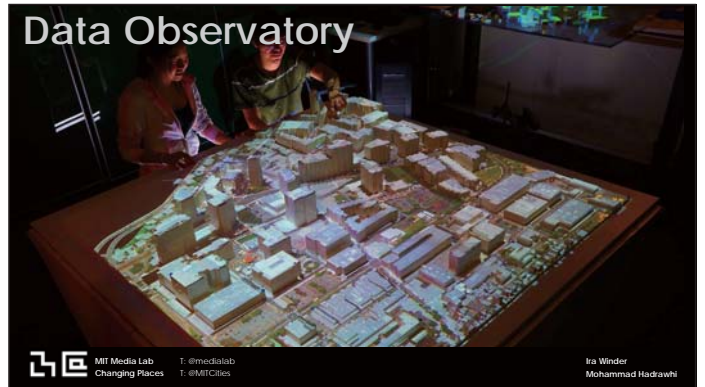 Data Observatory
MIT Media Lab T: @medialab
Changing Places T: @MITCities
Ira Winder
Mohammad Hadrawhi